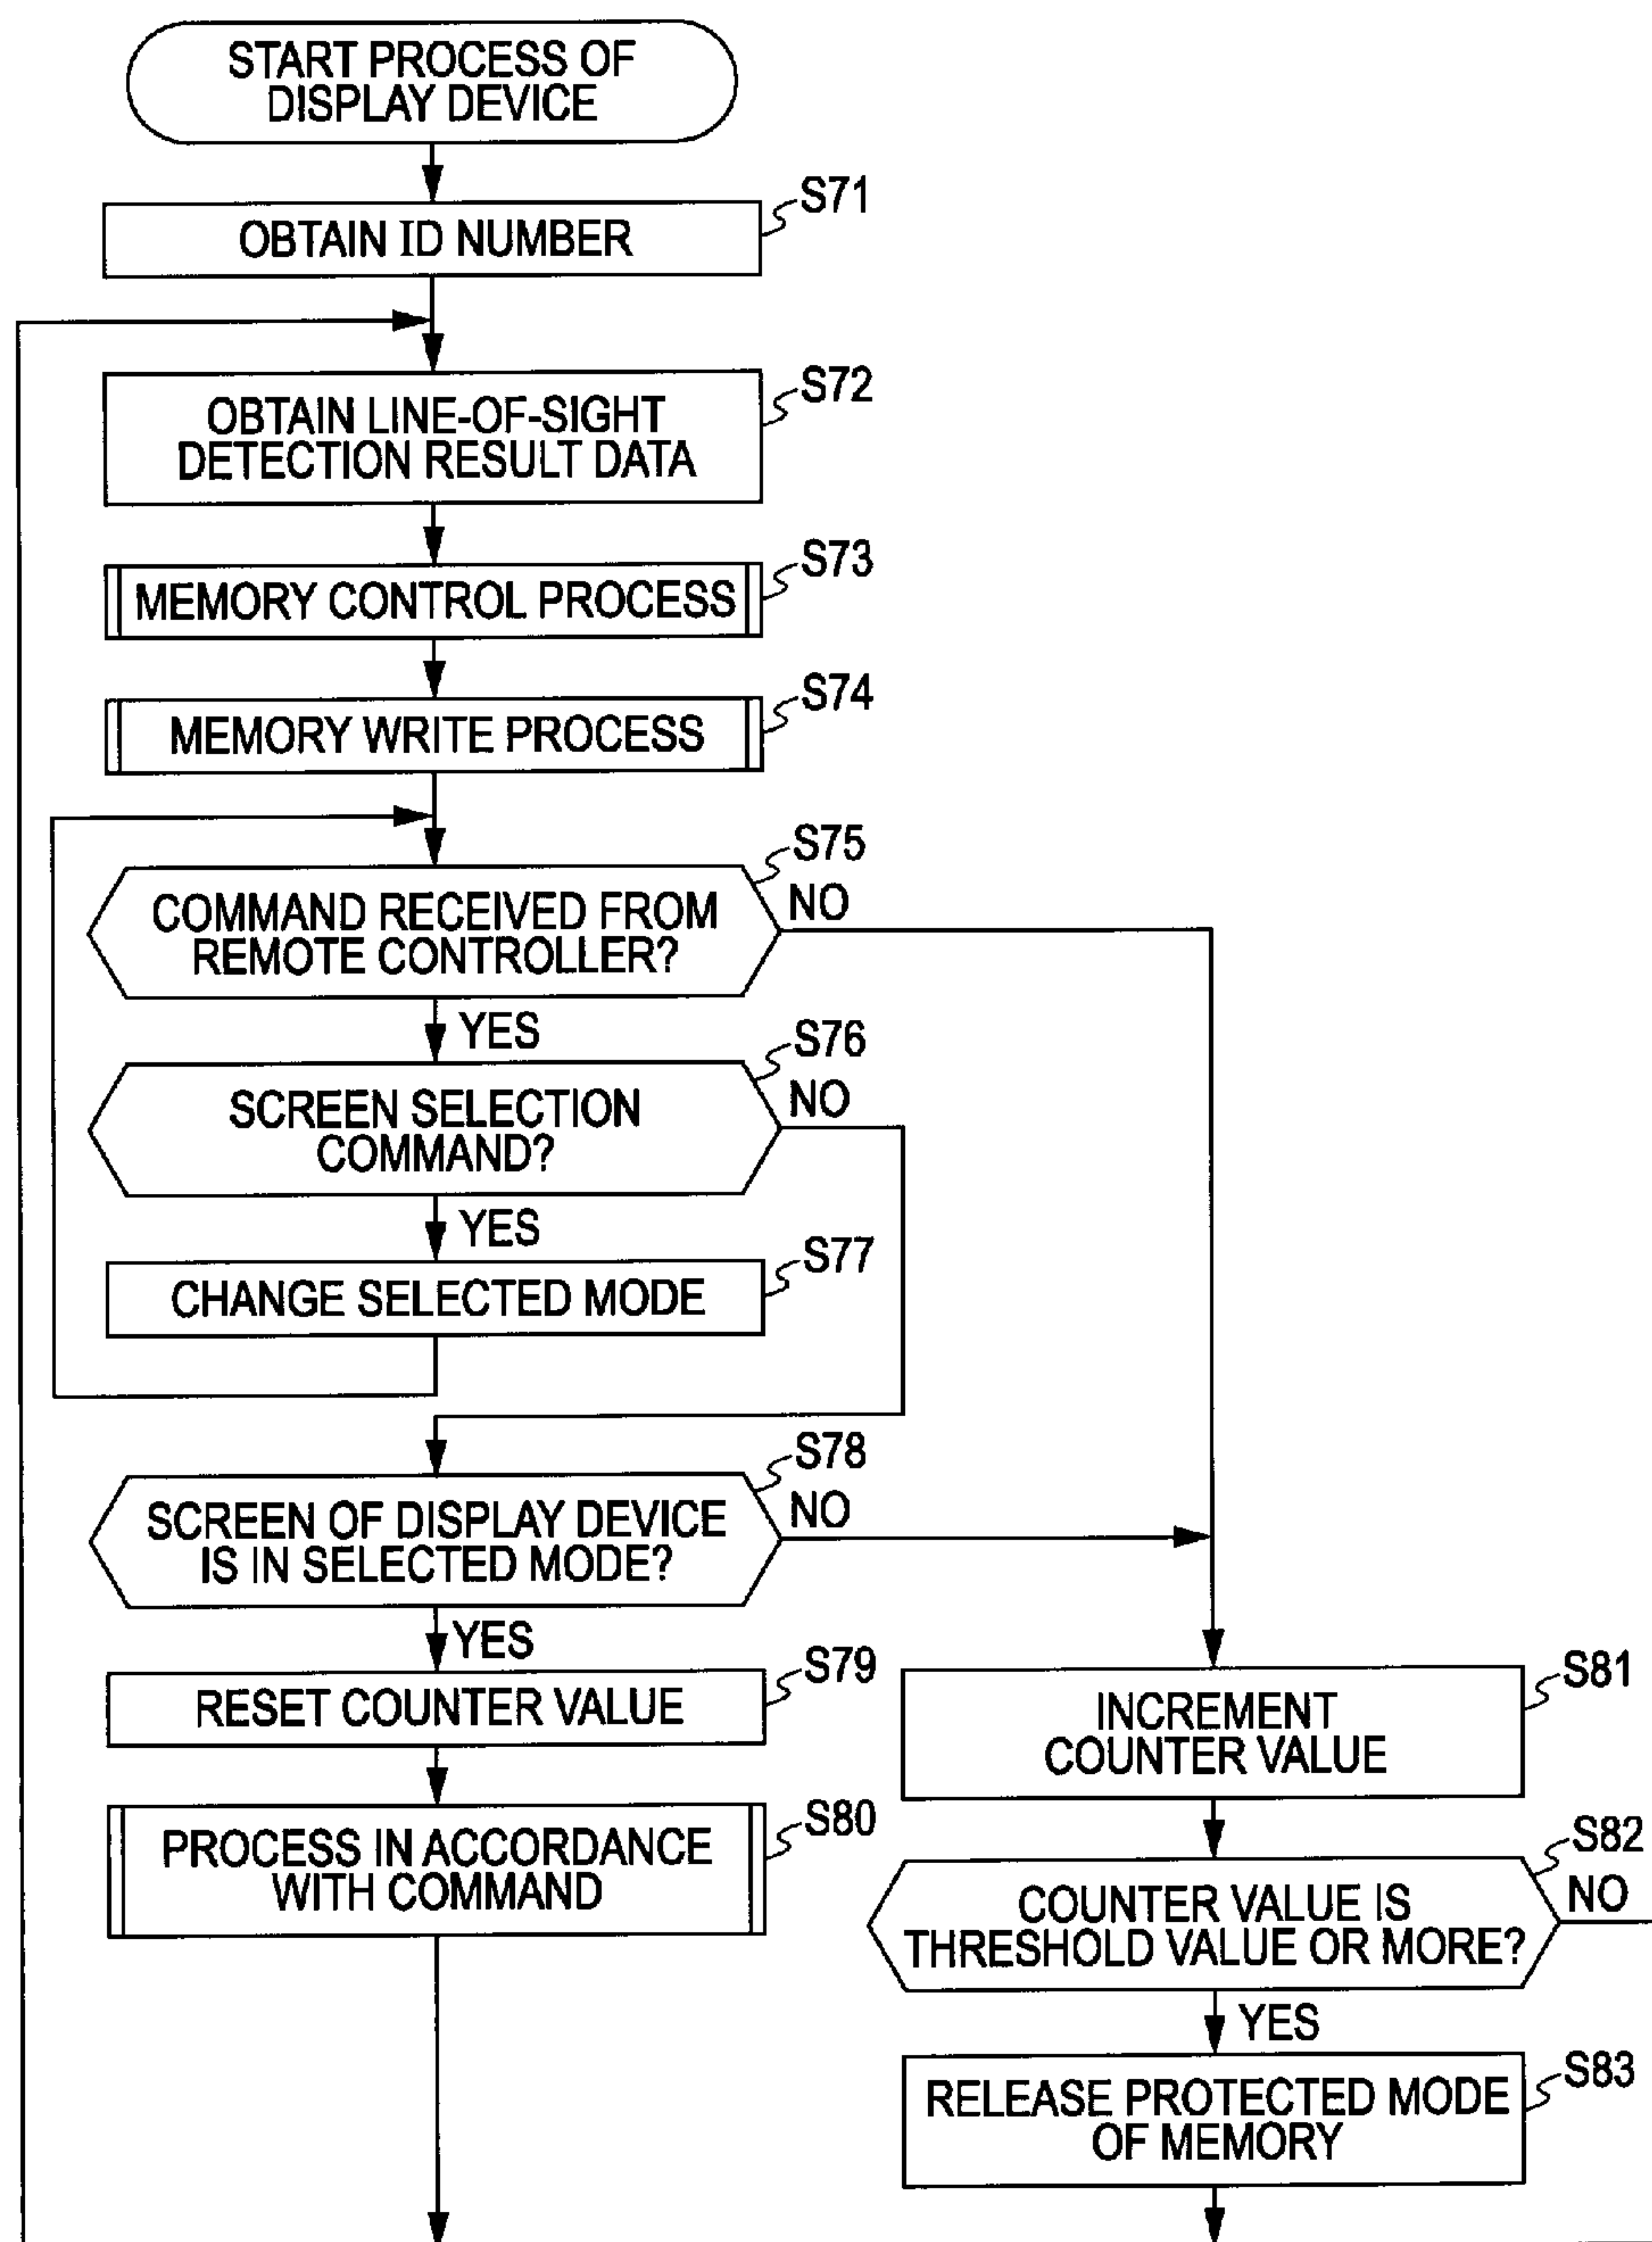 START PROCESS OF
DISPLAY DEVICE
S71
OBTAIN ID NUMBER
S72
OBTAIN LINE-OF-SIGHT
DETECTION RESULT DATA
S73
MEMORY CONTROL PROCESS
S74
MEMORY WRITE PROCESS
S75
COMMAND RECEIVED FROM
REMOTE CONTROLLER?
NO
YES
S76
SCREEN SELECTION
COMMAND?
NO
YES
S77
CHANGE SELECTED MODE
S78
SCREEN OF DISPLAY DEVICE
IS IN SELECTED MODE?
NO
YES
S79
RESET COUNTER VALUE
S80
PROCESS IN ACCORDANCE
WITH COMMAND
S81
INCREMENT
COUNTER VALUE
S82
COUNTER VALUE IS
THRESHOLD VALUE OR MORE?
NO
YES
S83
RELEASE PROTECTED MODE
OF MEMORY